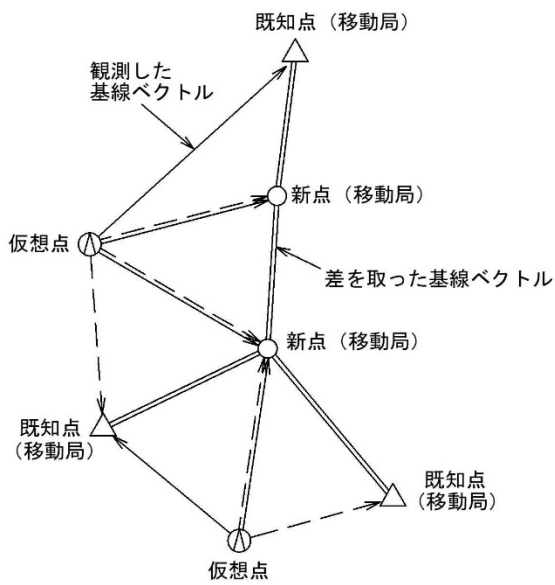 既知点（移動局）
観測した
基線ベクトル
新点（移動局）
仮想点
差を取った基線ベクトル
新点（移動局）
既知点
（移動局）
既知点
（移動局）
仮想点